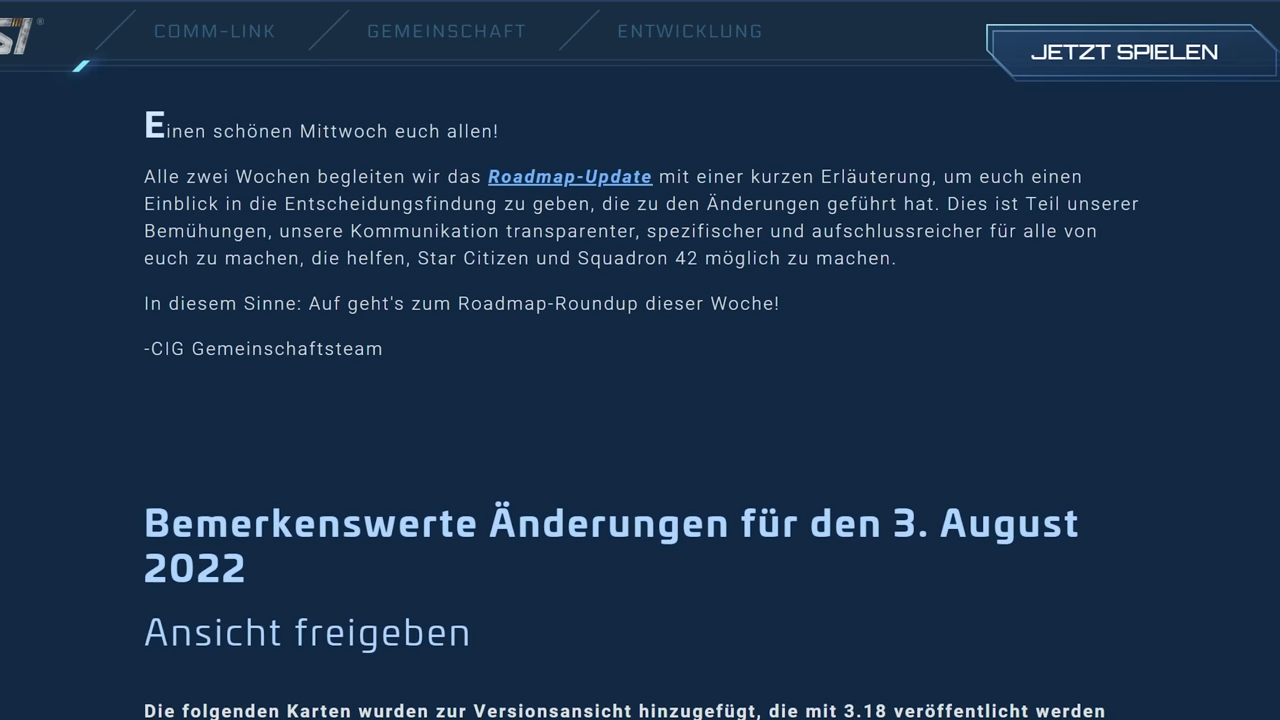 SI®
COMM-LINK
GEMEINSCHAFT
ENTWICKLUNG
JETZT SPIELEN
Einen schönen Mittwoch euch allen!
Alle zwei Wochen begleiten wir das Roadmap-Update mit einer kurzen Erläuterung, um euch einen
Einblick in die Entscheidungsfindung zu geben, die zu den Änderungen geführt hat. Dies ist Teil unserer
Bemühungen, unsere Kommunikation transparenter, spezifischer und aufschlussreicher für alle von
euch zu machen, die helfen, Star Citizen und Squadron 42 möglich zu machen.
In diesem Sinne: Auf geht's zum Roadmap-Roundup dieser Woche!
-CIG Gemeinschaftsteam
Bemerkenswerte Änderungen für den 3. August
2022
Ansicht freigeben
Die folgenden Karten wurden zur Versionsansicht hinzugefügt, die mit 3.18 veröffentlicht werden